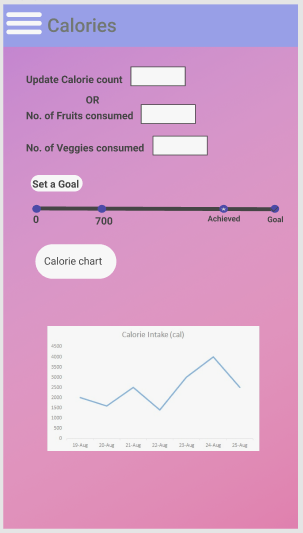 Calories
Update Calorie count
OR
No. of Fruits consumed
No. of Veggies consumed
Set a Goal
0 700 Achieved Goal
Calorie chart
Calorie Intake (cal)
4500
4000
3500
3000
2500
2000
1500
1000
500
0
19-Aug 20-Aug 21-Aug 22-Aug 23-Aug 24-Aug 25-Aug